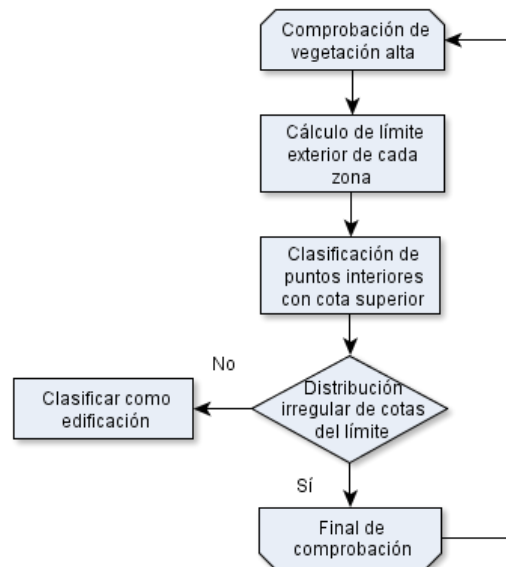 Comprobación de
vegetación alta
Cálculo de límite
exterior de cada
zona
Clasificación de
puntos interiores
con cota superior
No
Distribución
irregular de cotas
del límite
Clasificar como
edificación
Sí
Final de
comprobación